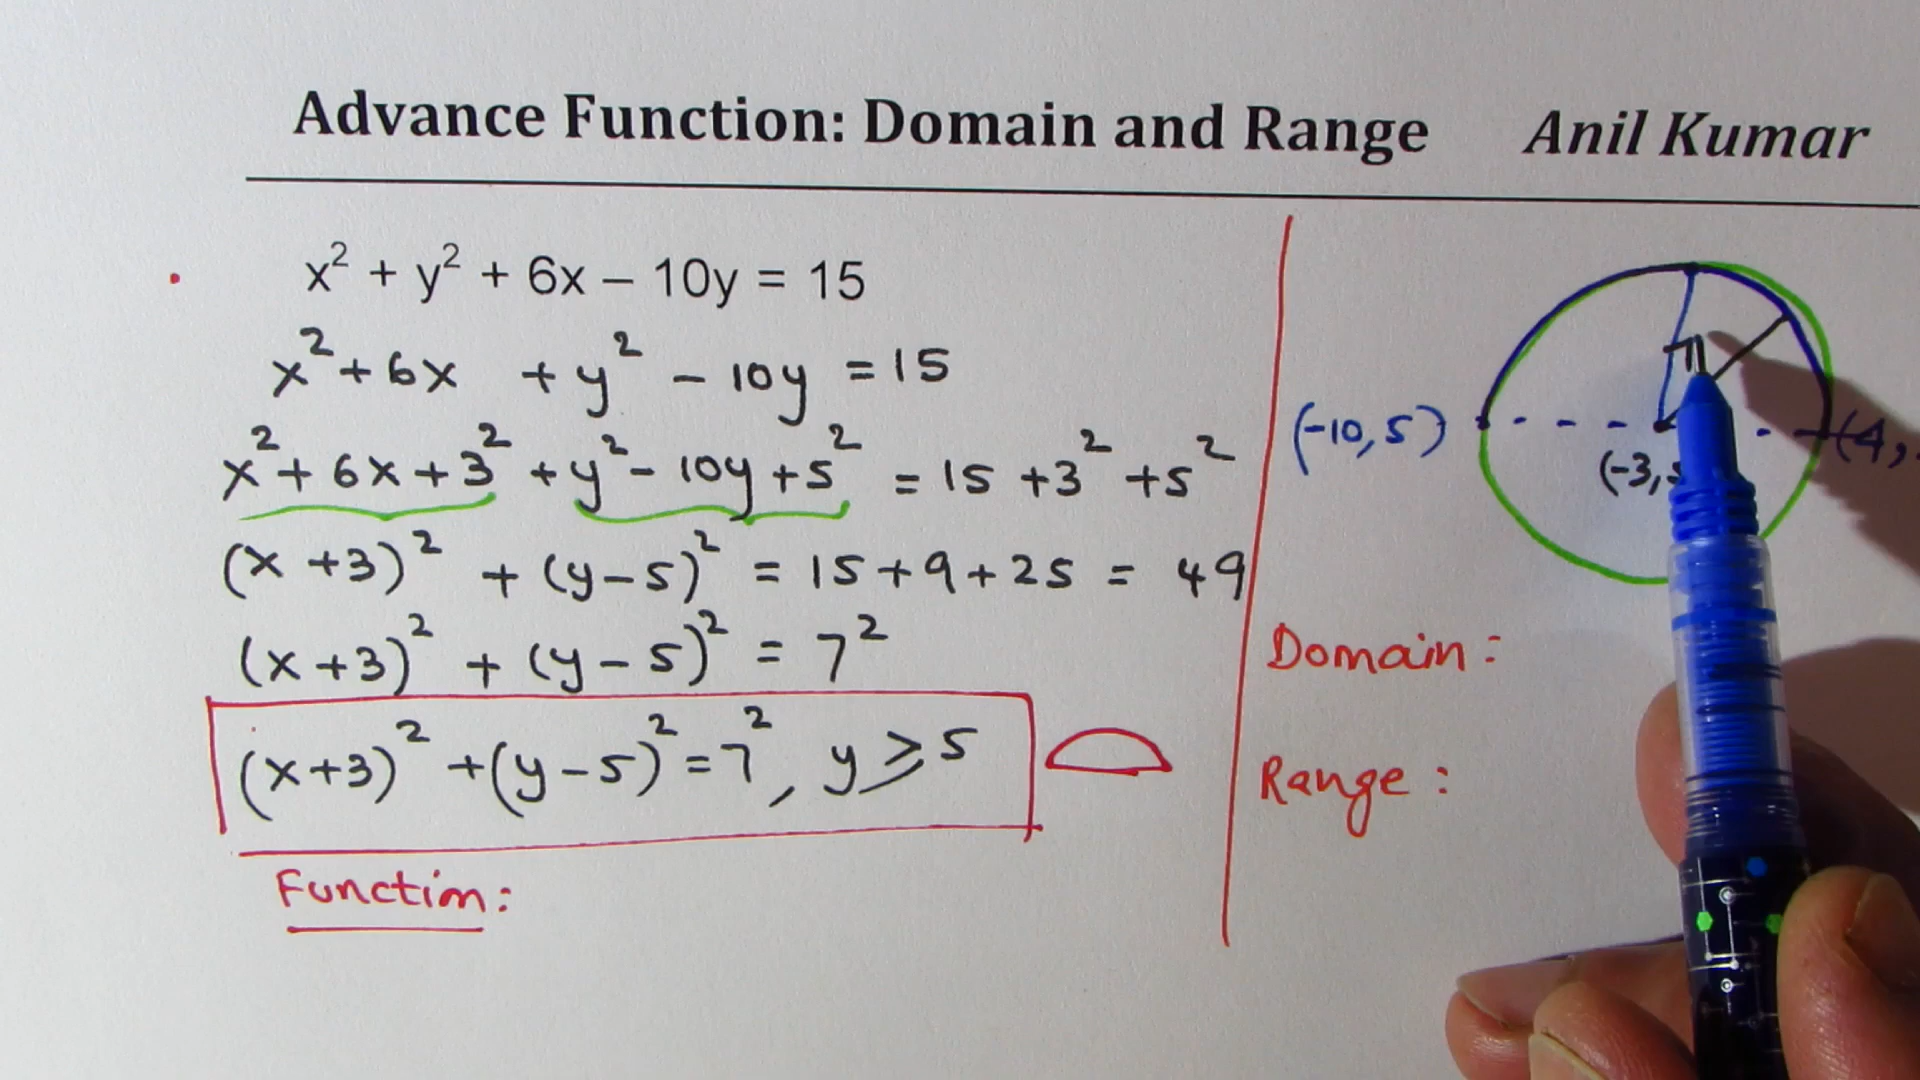 Advance Function: Domain and Range Anil Kumar
x² + y² + 6x – 10y = 15
x² + 6x + y² - 10y = 15
x² + 6x + 3² + y² - 10y + 5² = 15 + 3² + 5²
(x + 3)² + (y - 5)² = 15 + 9 + 25 = 49
(x + 3)² + (y - 5)² = 7²
(x + 3)² + (y - 5)² = 7², y ⩾ 5
Function:
(-10, 5)
(4,
(-3,
Domain:
Range: